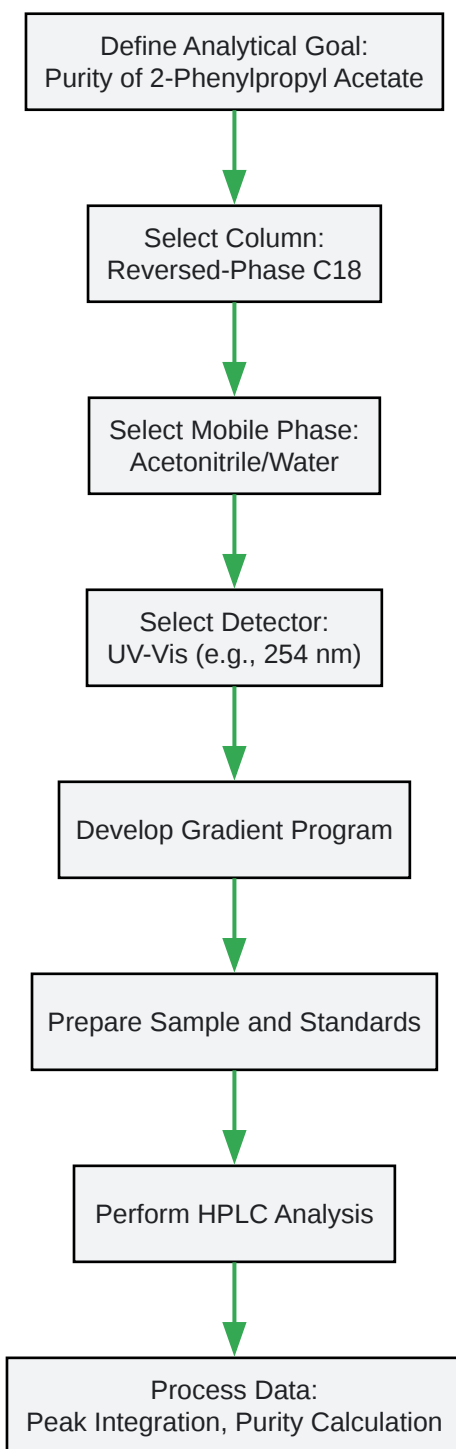 Define Analytical Goal:
Purity of 2-Phenylpropyl Acetate
Select Column:
Reversed-Phase C18
Select Mobile Phase:
Acetonitrile/Water
Select Detector:
UV-Vis (e.g., 254 nm)
Develop Gradient Program
Prepare Sample and Standards
Perform HPLC Analysis
Process Data:
Peak Integration, Purity Calculation